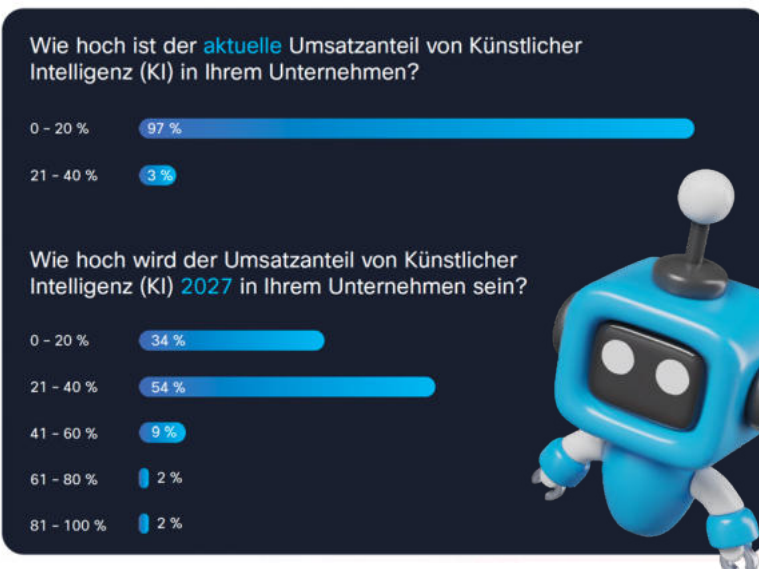 Wie hoch ist der aktuelle Umsatzanteil von Künstlicher
Intelligenz (KI) in Ihrem Unternehmen?
0 – 20 %
97 %
21 – 40 %
3 %
Wie hoch wird der Umsatzanteil von Künstlicher
Intelligenz (KI) 2027 in Ihrem Unternehmen sein?
0 – 20 %
34 %
21 – 40 %
54 %
41 – 60 %
9 %
61 – 80 %
2 %
81 – 100 %
2 %